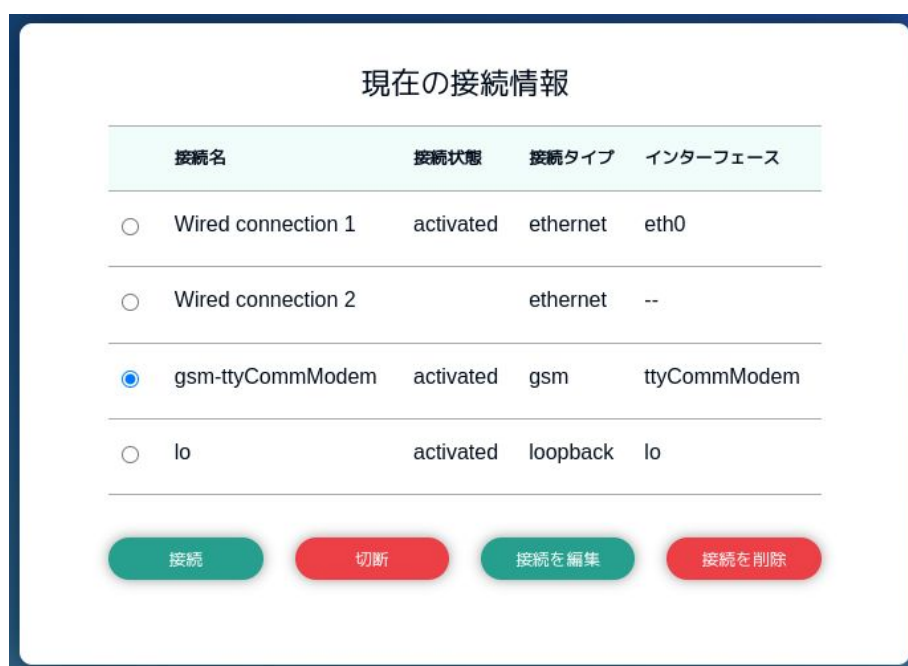 現在の接続情報
接続名 接続状態 接続タイプ インターフェース
Wired connection 1 activated ethernet eth0
Wired connection 2 ethernet --
gsm-ttyCommModem activated gsm ttyCommModem
lo activated loopback lo
接続 切断 接続を編集 接続を削除